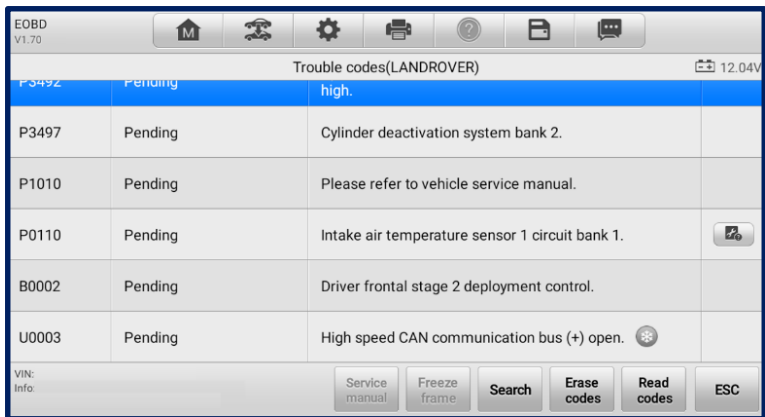 EOBD
V1.70
M
Trouble codes(LANDROVER)
12.04V
P3492 Pending high.
P3497 Pending Cylinder deactivation system bank 2.
P1010 Pending Please refer to vehicle service manual.
P0110 Pending Intake air temperature sensor 1 circuit bank 1.
B0002 Pending Driver frontal stage 2 deployment control.
U0003 Pending High speed CAN communication bus (+) open.
VIN:
Info:
Service manual
Freeze frame
Search
Erase codes
Read codes
ESC